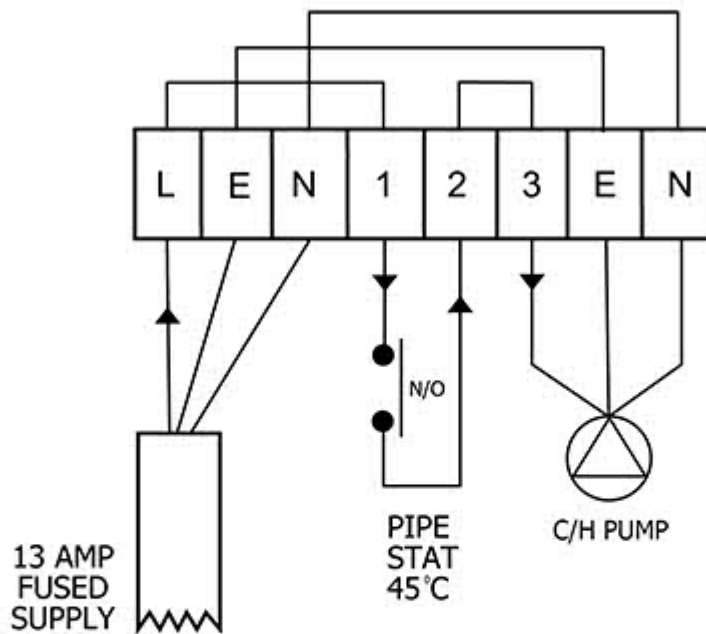 L E N 1 2 3 E N
N/O
13 AMP
FUSED
SUPPLY
PIPE
STAT
45°C
C/H PUMP